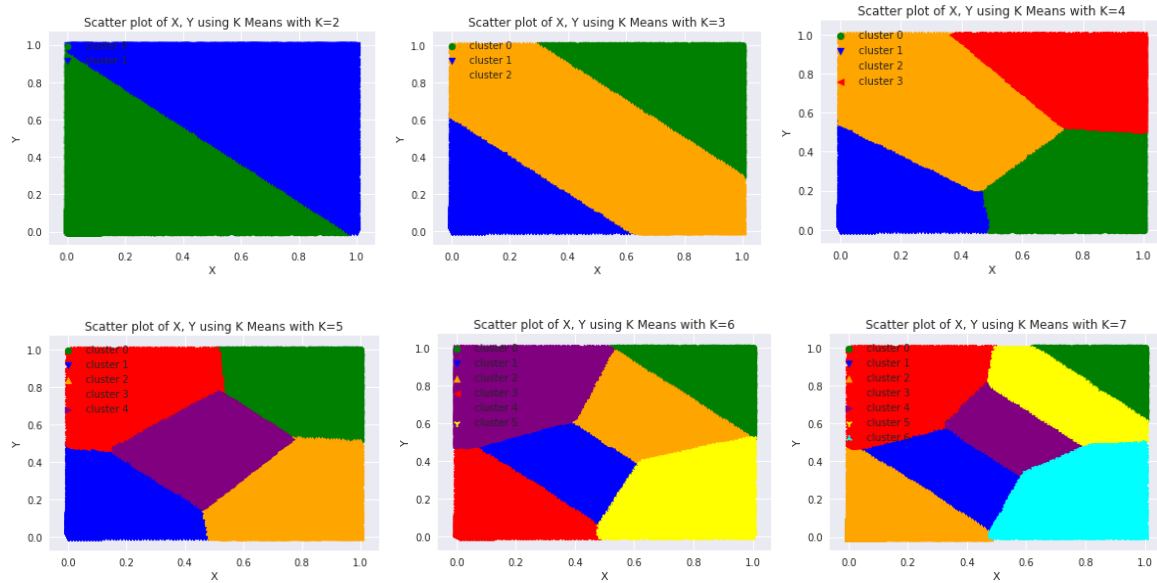 Scatter plot of X, Y using K Means with K=2
cluster 0
cluster 1
1.0
0.8
0.6
0.4
0.2
0.0
Y
0.0 0.2 0.4 0.6 0.8 1.0
X
Scatter plot of X, Y using K Means with K=3
cluster 0
cluster 1
cluster 2
1.0
0.8
0.6
0.4
0.2
0.0
Y
0.0 0.2 0.4 0.6 0.8 1.0
X
Scatter plot of X, Y using K Means with K=4
cluster 0
cluster 1
cluster 2
cluster 3
1.0
0.8
0.6
0.4
0.2
0.0
Y
0.0 0.2 0.4 0.6 0.8 1.0
X
Scatter plot of X, Y using K Means with K=5
cluster 0
cluster 1
cluster 2
cluster 3
cluster 4
1.0
0.8
0.6
0.4
0.2
0.0
Y
0.0 0.2 0.4 0.6 0.8 1.0
X
Scatter plot of X, Y using K Means with K=6
cluster 0
cluster 1
cluster 2
cluster 3
cluster 4
cluster 5
1.0
0.8
0.6
0.4
0.2
0.0
Y
0.0 0.2 0.4 0.6 0.8 1.0
X
Scatter plot of X, Y using K Means with K=7
cluster 0
cluster 1
cluster 2
cluster 3
cluster 4
cluster 5
cluster 6
1.0
0.8
0.6
0.4
0.2
0.0
Y
0.0 0.2 0.4 0.6 0.8 1.0
X